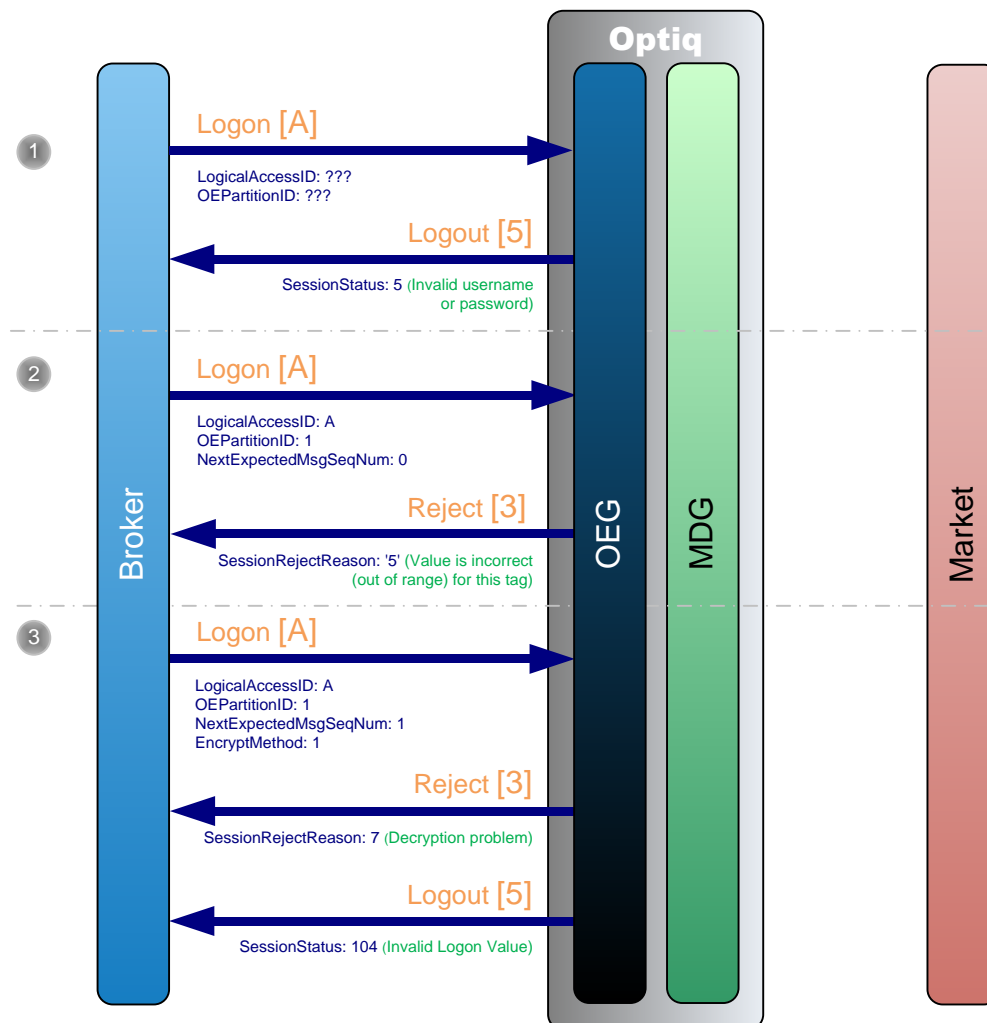 Optiq
Broker
OEG
MDG
Market
1
Logon [A]
LogicalAccessID: ???
OEPartitionID: ???
Logout [5]
SessionStatus: 5 (Invalid username
or password)
2
Logon [A]
LogicalAccessID: A
OEPartitionID: 1
NextExpectedMsgSeqNum: 0
Reject [3]
SessionRejectReason: '5' (Value is incorrect
(out of range) for this tag)
3
Logon [A]
LogicalAccessID: A
OEPartitionID: 1
NextExpectedMsgSeqNum: 1
EncryptMethod: 1
Reject [3]
SessionRejectReason: 7 (Decryption problem)
Logout [5]
SessionStatus: 104 (Invalid Logon Value)